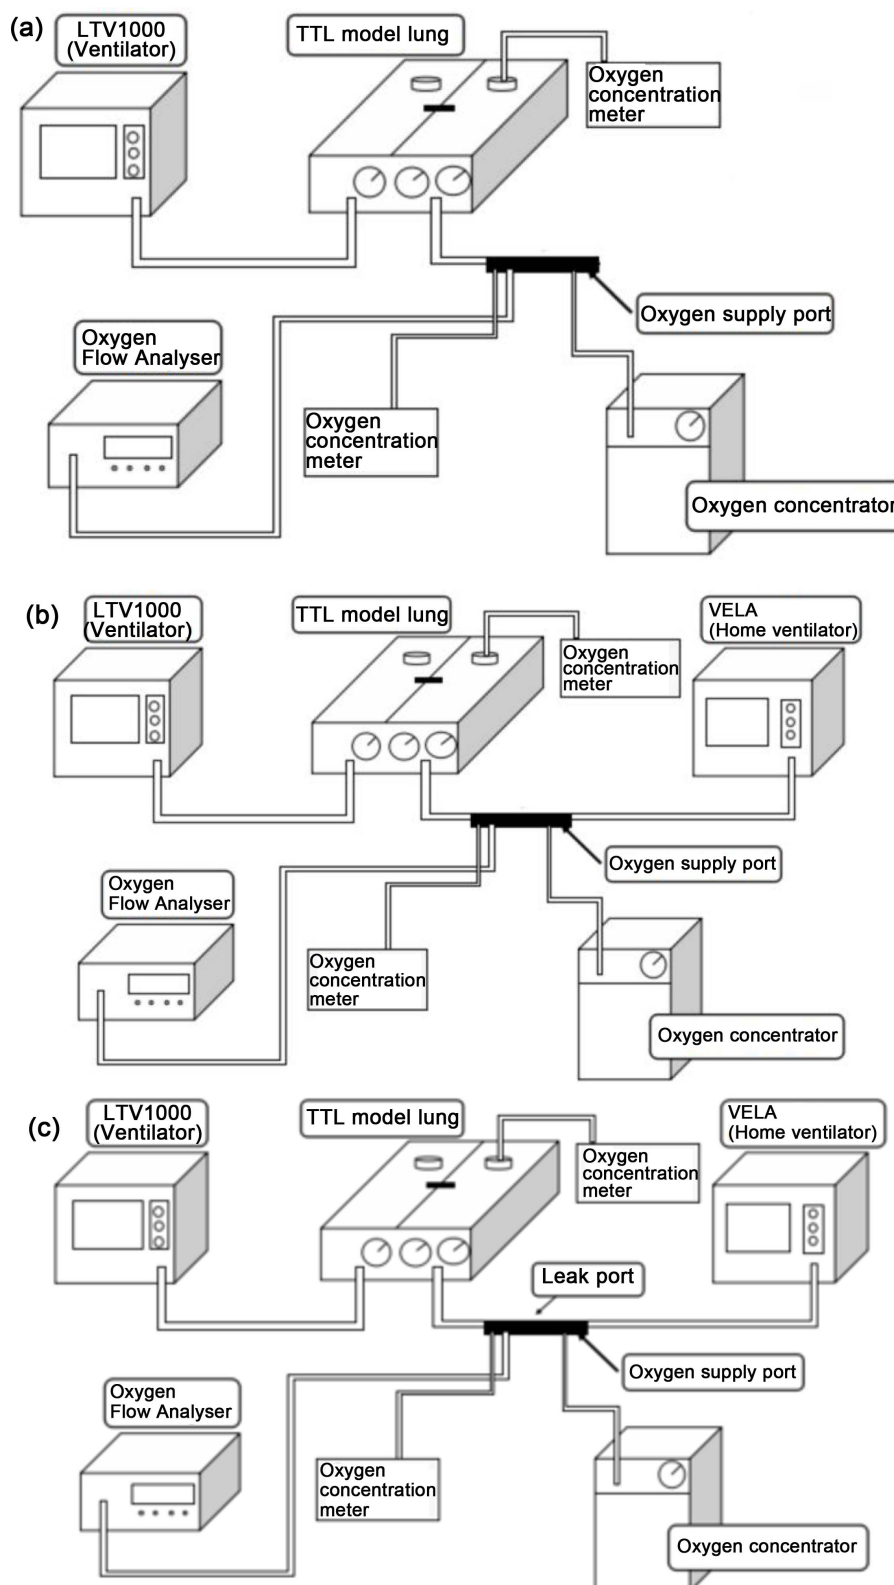 (a)
LTV1000
(Ventilator)
TTL model lung
Oxygen
concentration
meter
Oxygen supply port
Oxygen
Flow Analyser
Oxygen
concentration
meter
Oxygen concentrator
(b)
LTV1000
(Ventilator)
TTL model lung
Oxygen
concentration
meter
VELA
(Home ventilator)
Oxygen supply port
Oxygen
Flow Analyser
Oxygen
concentration
meter
Oxygen concentrator
(c)
LTV1000
(Ventilator)
TTL model lung
Oxygen
concentration
meter
VELA
(Home ventilator)
Leak port
Oxygen supply port
Oxygen
Flow Analyser
Oxygen
concentration
meter
Oxygen concentrator